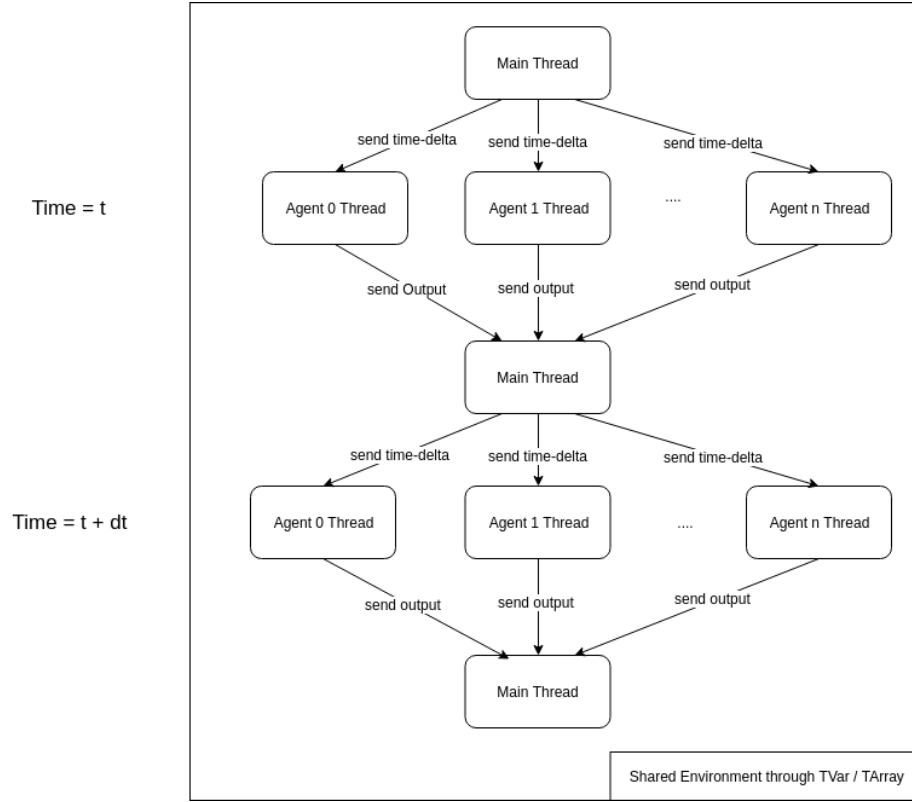 Main Thread
send time-delta
send time-delta
send time-delta
Time = t
Agent 0 Thread
Agent 1 Thread
....
Agent n Thread
send Output
send output
send output
Main Thread
send time-delta
send time-delta
send time-delta
Time = t + dt
Agent 0 Thread
Agent 1 Thread
....
Agent n Thread
send output
send output
send output
Main Thread
Shared Environment through TVar / TArray